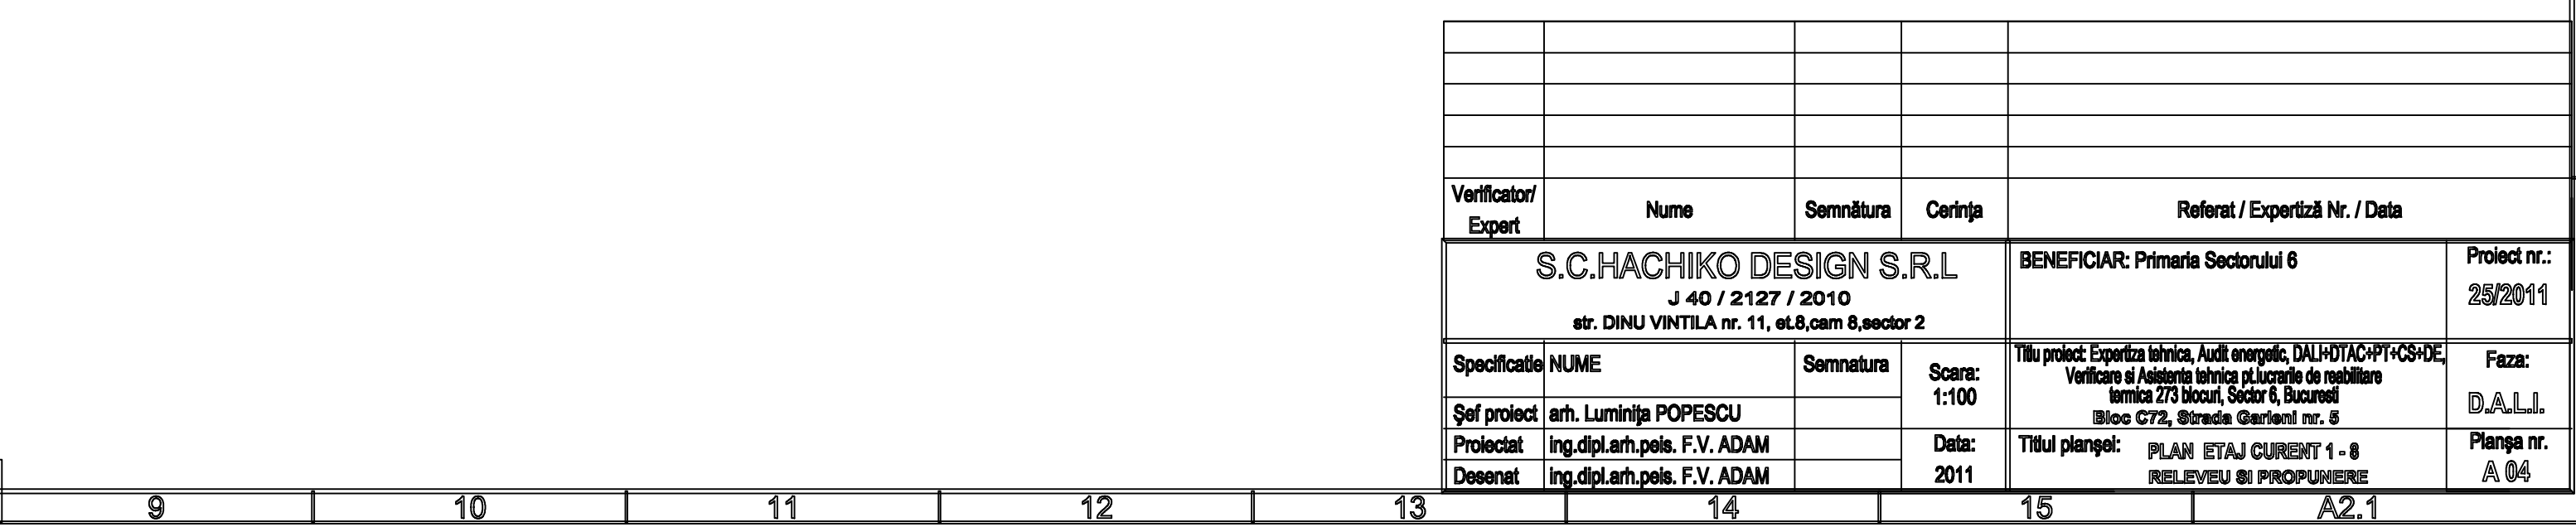 Verificator/
Expert
Nume
Semnătura
Cerinţa
Referat / Expertiză Nr. / Data
S.C.HACHIKO DESIGN S.R.L
J 40 / 2127 / 2010
str. DINU VINTILA nr. 11, et.8,cam 8,sector 2
BENEFICIAR: Primaria Sectorului 6
Proiect nr.:
25/2011
Specificatie
NUME
Semnatura
Scara:
1:100
Titlu proiect: Expertiza tehnica, Audit energetic, DALI+DTAC+PT+CS+DE,
Verificare si Asistenta tehnica pt.lucrarile de reabilitare
termica 273 blocuri, Sector 6, Bucuresti
Bloc C72, Strada Garleni nr. 5
Faza:
D.A.L.I.
Şef proiect
arh. Luminiţa POPESCU
Proiectat
ing.dipl.arh.peis. F.V. ADAM
Data:
2011
Titlul planşei:
PLAN ETAJ CURENT 1 - 8
RELEVEU SI PROPUNERE
Planşa nr.
A 04
Desenat
ing.dipl.arh.peis. F.V. ADAM
9 10 11 12 13 14 15 A2.1